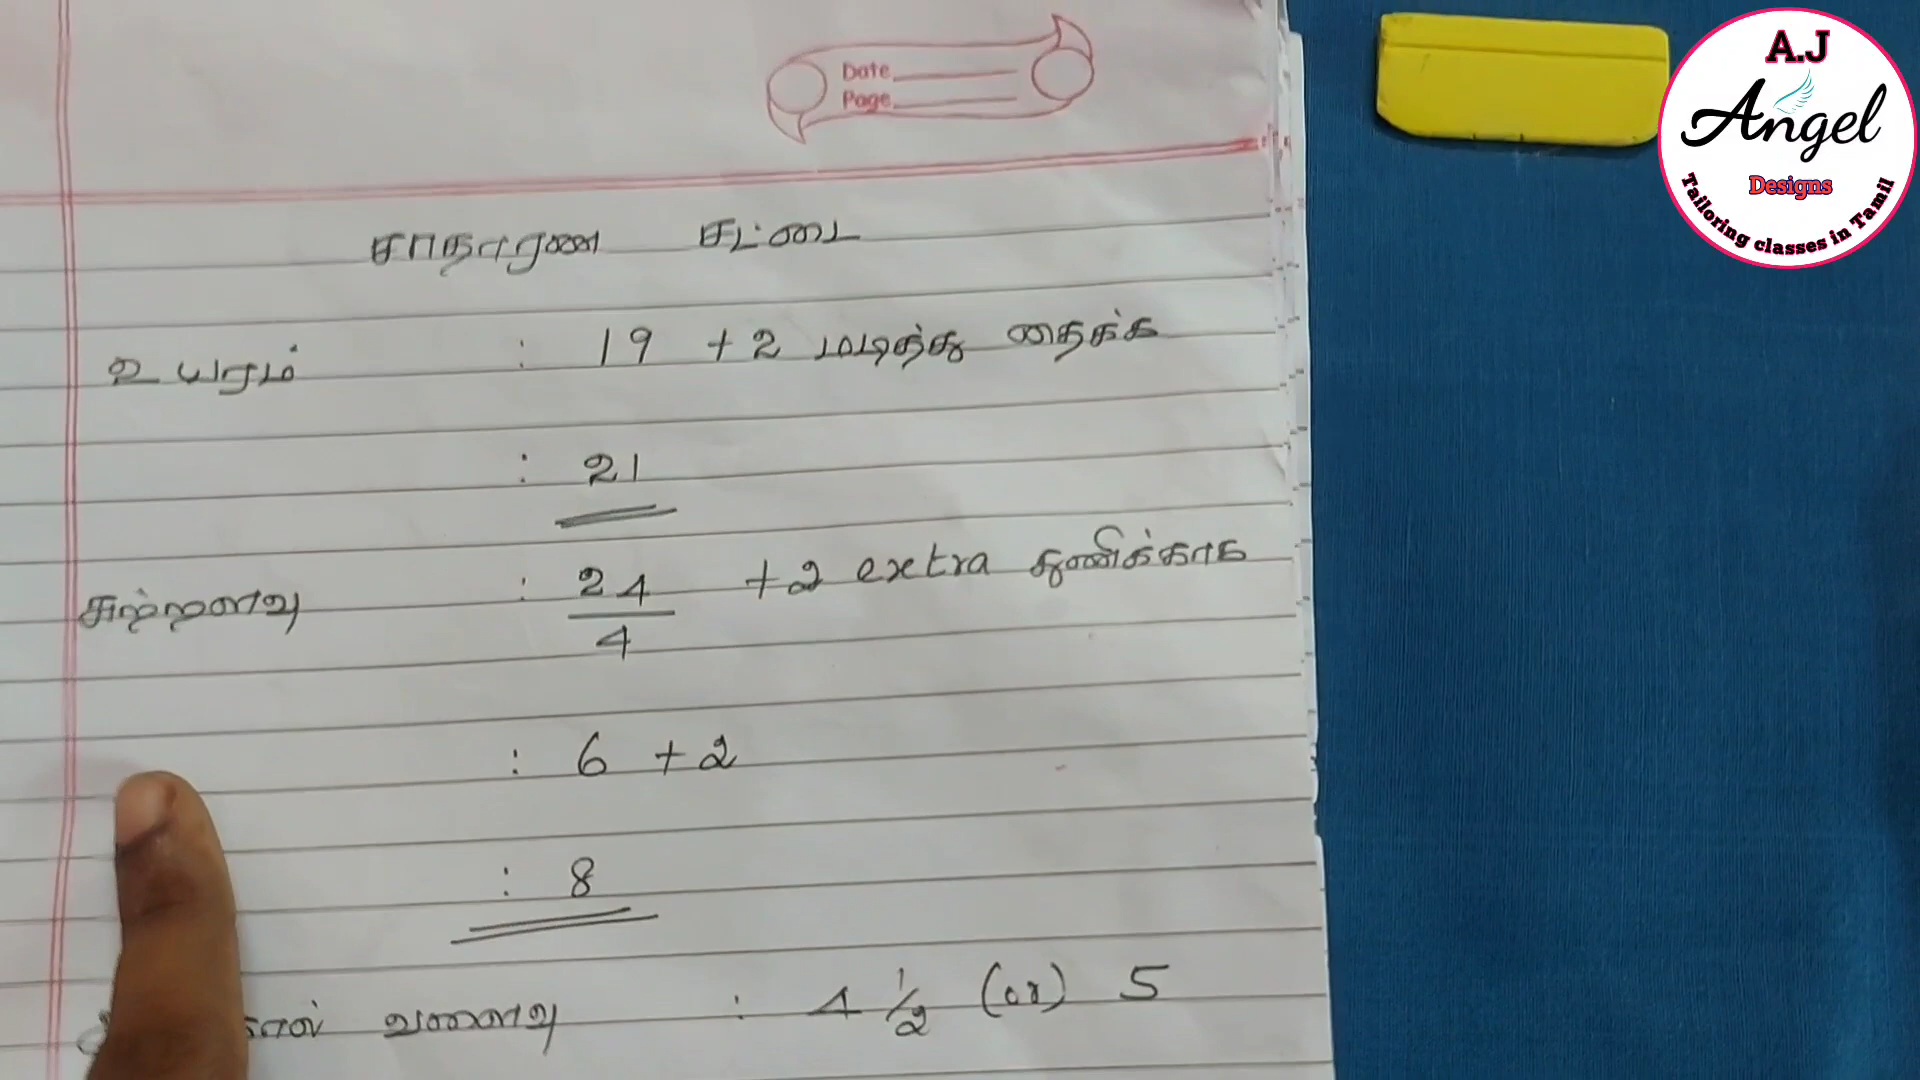 Date
Page
சாதாரண சட்டை
உயரம் : 19 + 2 மடித்து தைக்க
: 21
சுற்றளவு : 24/4 + 2 extra துணிக்காக
: 6 + 2
: 8
வளைவு : 4 1/2 (or) 5
A.J
Angel
Designs
Tailoring classes in Tamil